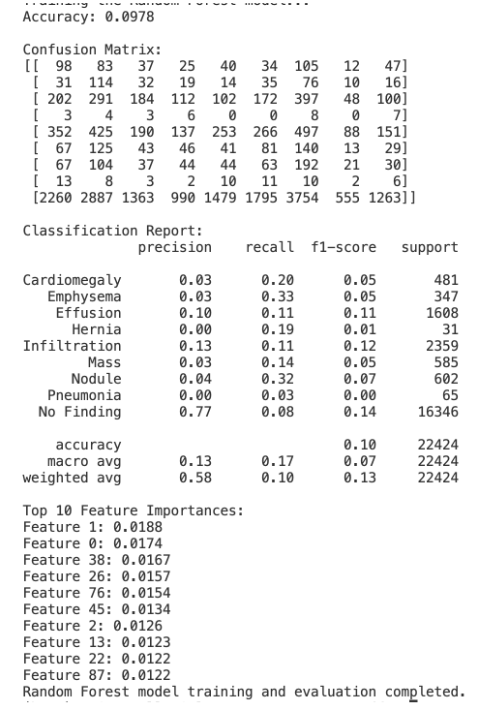 Training the Random Forest model...
Accuracy: 0.0978
Confusion Matrix:
[[ 98 83 37 25 40 34 105 12 47]
[ 31 114 32 19 14 35 76 10 16]
[ 202 291 184 112 102 172 397 48 100]
[ 3 4 3 6 0 0 8 0 7]
[ 352 425 190 137 253 266 497 88 151]
[ 67 125 43 46 41 81 140 13 29]
[ 67 104 37 44 44 63 192 21 30]
[ 13 8 3 2 10 11 10 2 6]
[2260 2887 1363 990 1479 1795 3754 555 1263]]
Classification Report:
precision recall f1-score support
Cardiomegaly 0.03 0.20 0.05 481
Emphysema 0.03 0.33 0.05 347
Effusion 0.10 0.11 0.11 1608
Hernia 0.00 0.19 0.01 31
Infiltration 0.13 0.11 0.12 2359
Mass 0.03 0.14 0.05 585
Nodule 0.04 0.32 0.07 602
Pneumonia 0.00 0.03 0.00 65
No Finding 0.77 0.08 0.14 16346
accuracy 0.10 22424
macro avg 0.13 0.17 0.07 22424
weighted avg 0.58 0.10 0.13 22424
Top 10 Feature Importances:
Feature 1: 0.0188
Feature 0: 0.0174
Feature 38: 0.0167
Feature 26: 0.0157
Feature 76: 0.0154
Feature 45: 0.0134
Feature 2: 0.0126
Feature 13: 0.0123
Feature 22: 0.0122
Feature 87: 0.0122
Random Forest model training and evaluation completed.